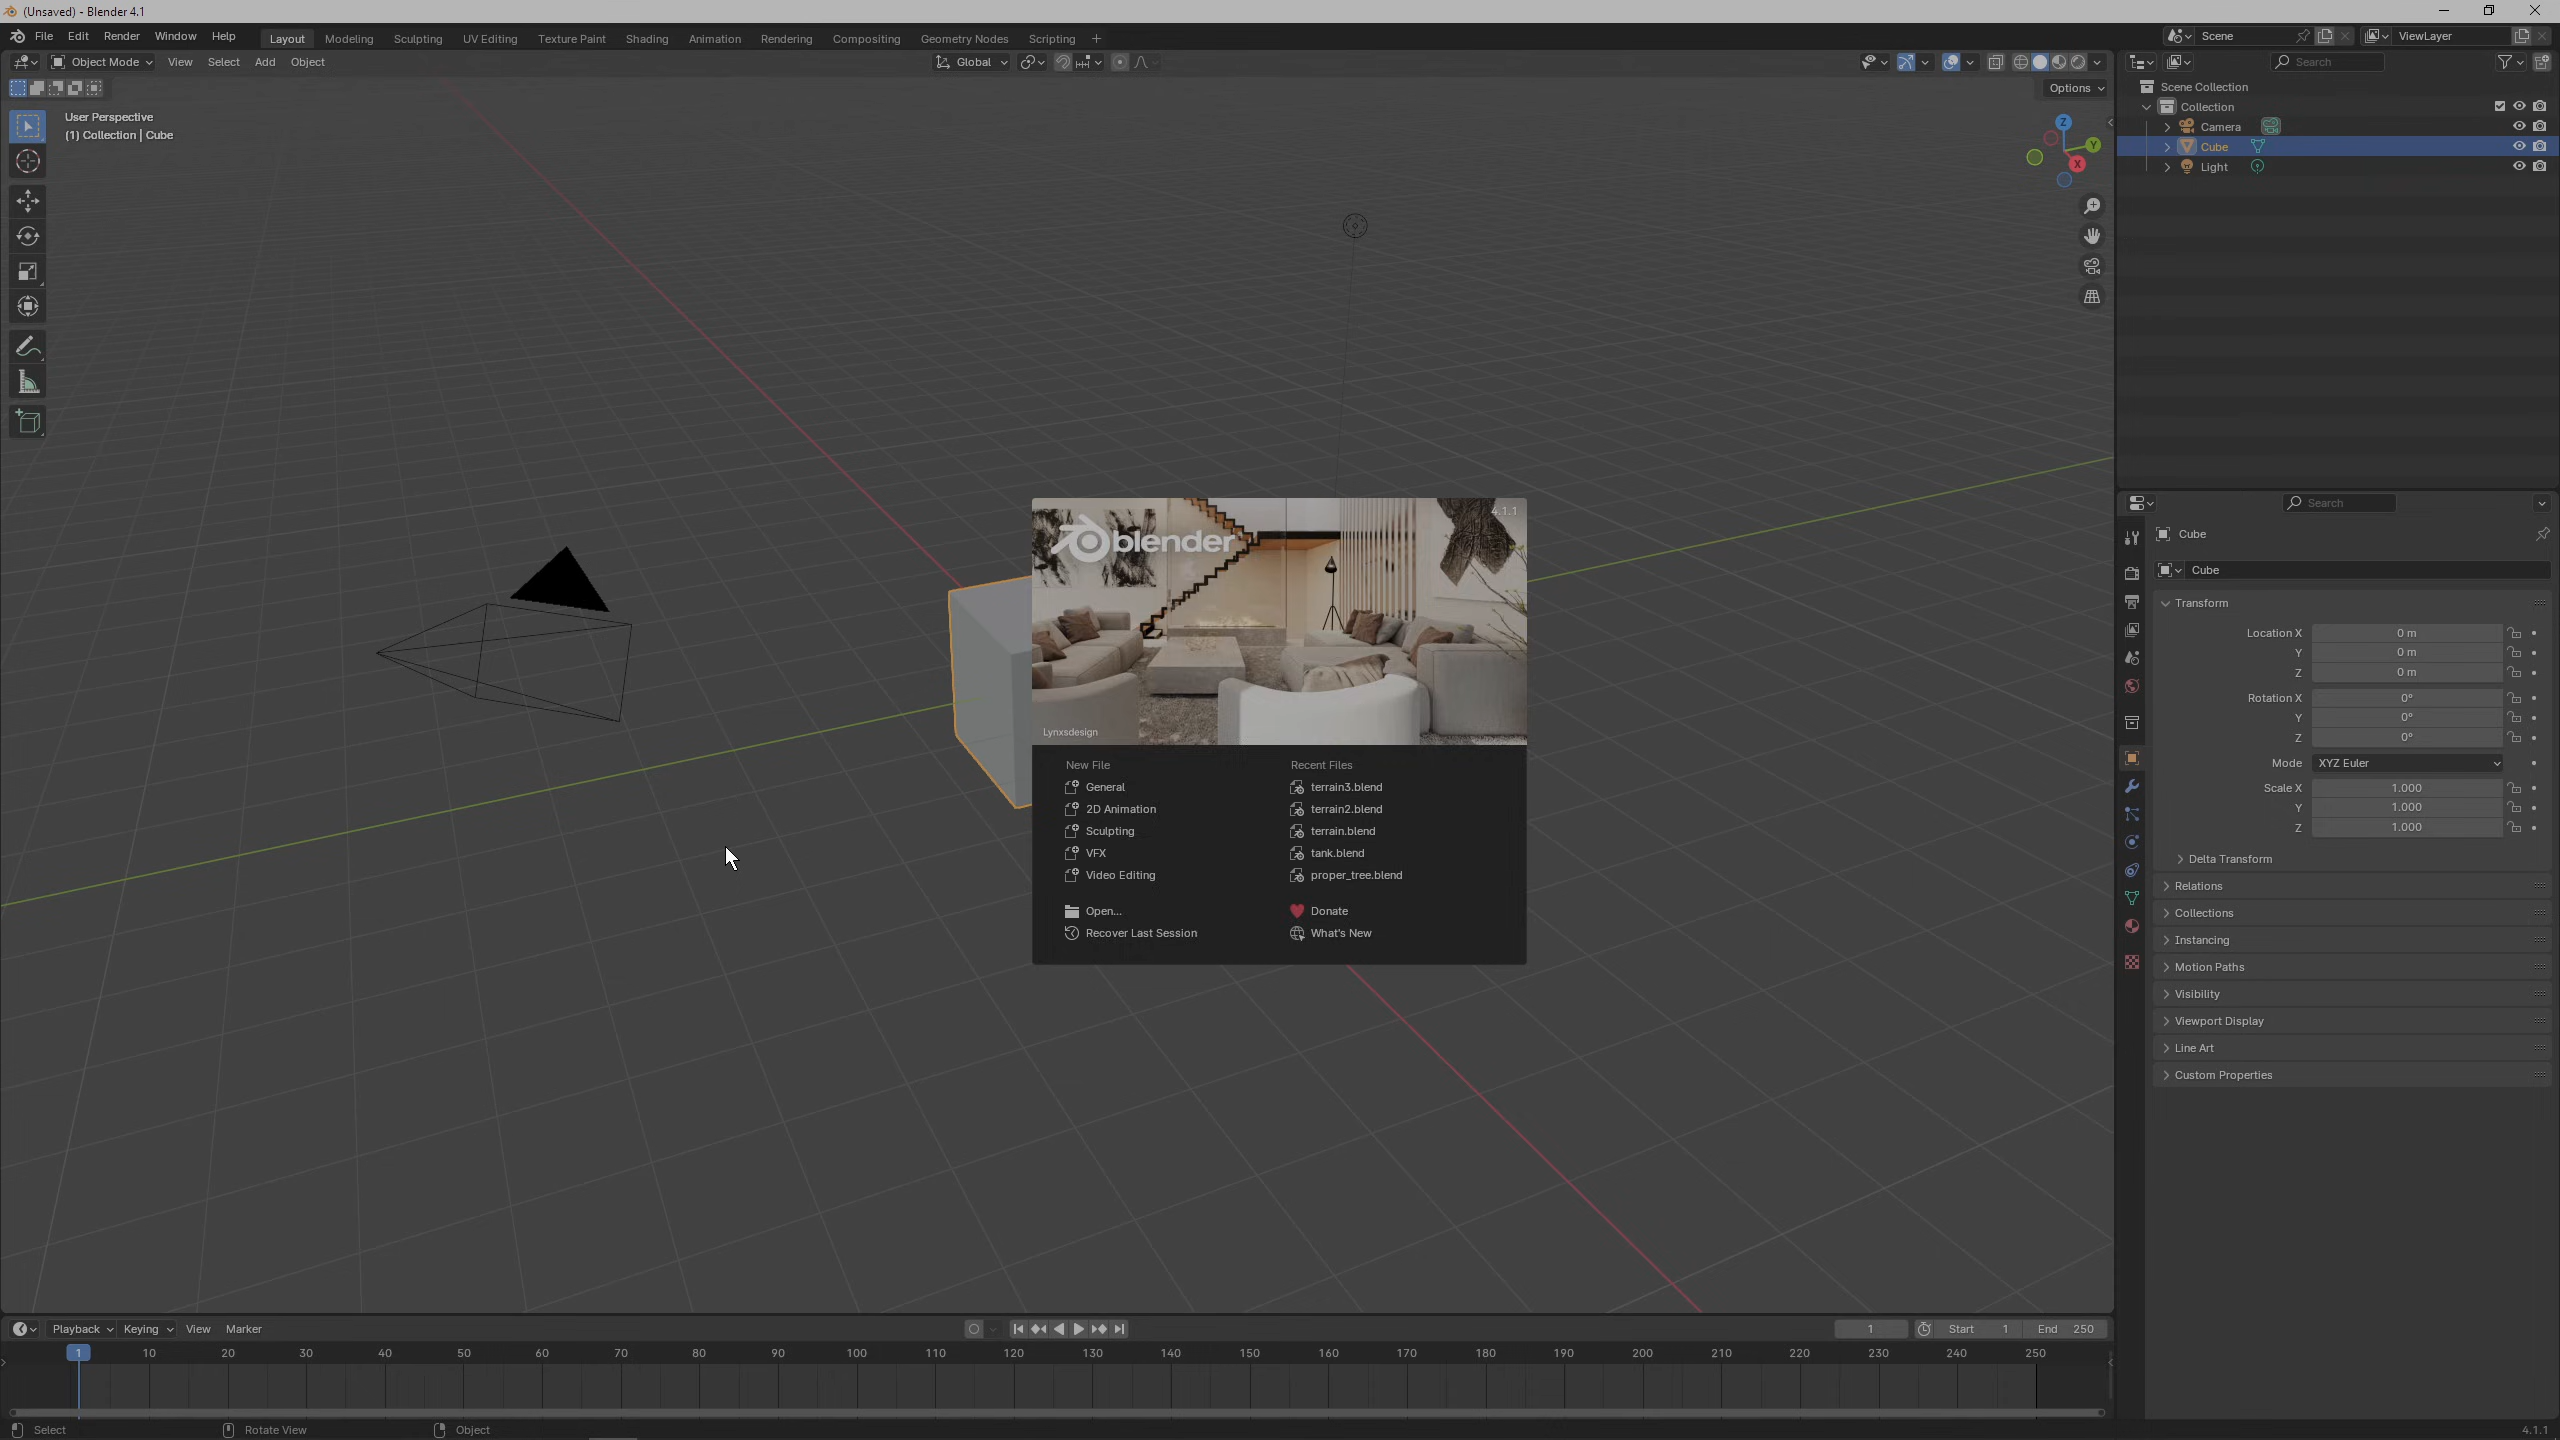 (Unsaved) - Blender 4.1
File Edit Render Window Help Layout Modeling Sculpting UV Editing Texture Paint Shading Animation Rendering Compositing Geometry Nodes Scripting + Scene ViewLayer
Object Mode View Select Add Object Global Search
Options
User Perspective
(1) Collection | Cube
Z
Y
X
Scene Collection
Collection
Camera
Cube
Light
Search
Cube
Cube
Transform
Location X 0 m
Y 0 m
Z 0 m
Rotation X 0°
Y 0°
Z 0°
Mode XYZ Euler
Scale X 1.000
Y 1.000
Z 1.000
Delta Transform
Relations
Collections
Instancing
Motion Paths
Visibility
Viewport Display
Line Art
Custom Properties
4.1.1
blender
Lynxsdesign
New File
General
2D Animation
Sculpting
VFX
Video Editing
Open...
Recover Last Session
Recent Files
terrain3.blend
terrain2.blend
terrain.blend
tank.blend
proper_tree.blend
Donate
What's New
Playback Keying View Marker 1 Start 1 End 250
1 10 20 30 40 50 60 70 80 90 100 110 120 130 140 150 160 170 180 190 200 210 220 230 240 250
Select Rotate View Object 4.1.1